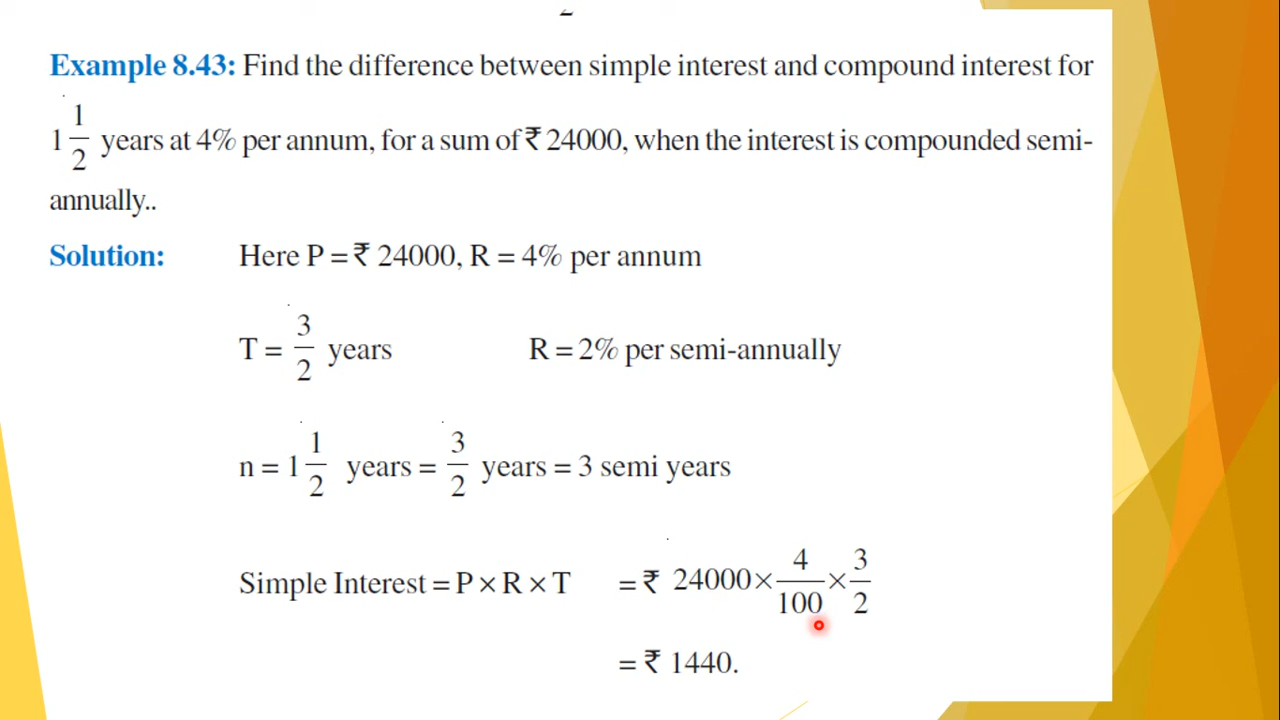 Example 8.43: Find the difference between simple interest and compound interest for
1 1/2 years at 4% per annum, for a sum of ₹ 24000, when the interest is compounded semi-
annually..
Solution: Here P = ₹ 24000, R = 4% per annum
T = 3/2 years R = 2% per semi-annually
n = 1 1/2 years = 3/2 years = 3 semi years
Simple Interest = P × R × T = ₹ 24000 × 4/100 × 3/2
= ₹ 1440.